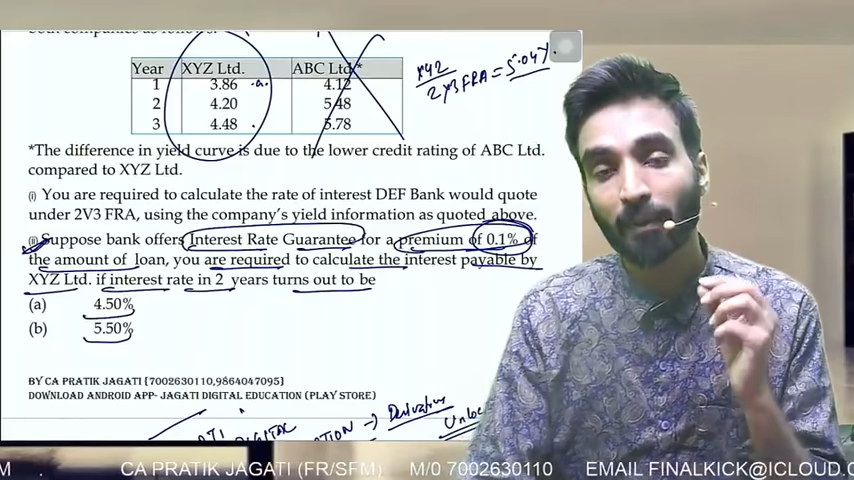 both companies as follows:
Year XYZ Ltd. ABC Ltd.*
1 3.86 4.12
2 4.20 5.48
3 4.48 5.78
XYZ
2x3 FRA = 5.04%.
*The difference in yield curve is due to the lower credit rating of ABC Ltd.
compared to XYZ Ltd.
(i) You are required to calculate the rate of interest DEF Bank would quote
under 2V3 FRA, using the company's yield information as quoted above.
(ii) Suppose bank offers Interest Rate Guarantee for a premium of 0.1% of
the amount of loan, you are required to calculate the interest payable by
XYZ Ltd. if interest rate in 2 years turns out to be
(a) 4.50%
(b) 5.50%
BY CA PRATIK JAGATI {7002630110,9864047095}
DOWNLOAD ANDROID APP- JAGATI DIGITAL EDUCATION (PLAY STORE)
→ Derivative
CA PRATIK JAGATI (FR/SFM) M/0 7002630110 EMAIL FINALKICK@ICLOUD.C